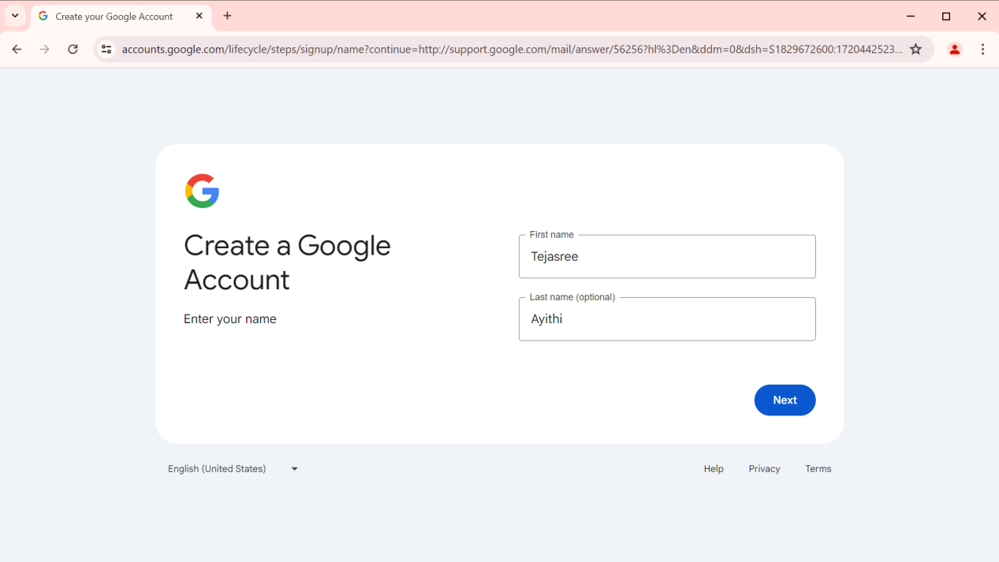 Create your Google Account
accounts.google.com/lifecycle/steps/signup/name?continue=http://support.google.com/mail/answer/56256?hl%3Den&ddm=0&dsh=S1829672600:1720442523...
Create a Google
Account
Enter your name
First name
Tejasree
Last name (optional)
Ayithi
Next
English (United States)
Help Privacy Terms